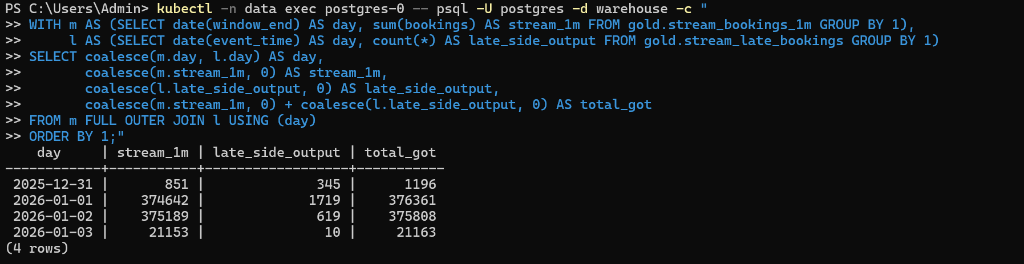 PS C:\Users\Admin> kubectl -n data exec postgres-0 -- psql -U postgres -d warehouse -c "
>> WITH m AS (SELECT date(window_end) AS day, sum(bookings) AS stream_1m FROM gold.stream_bookings_1m GROUP BY 1),
>>      l AS (SELECT date(event_time) AS day, count(*) AS late_side_output FROM gold.stream_late_bookings GROUP BY 1)
>> SELECT coalesce(m.day, l.day) AS day,
>>        coalesce(m.stream_1m, 0) AS stream_1m,
>>        coalesce(l.late_side_output, 0) AS late_side_output,
>>        coalesce(m.stream_1m, 0) + coalesce(l.late_side_output, 0) AS total_got
>> FROM m FULL OUTER JOIN l USING (day)
>> ORDER BY 1;"
    day     | stream_1m | late_side_output | total_got
------------+-----------+------------------+-----------
 2025-12-31 |       851 |              345 |      1196
 2026-01-01 |    374642 |             1719 |    376361
 2026-01-02 |    375189 |              619 |    375808
 2026-01-03 |     21153 |               10 |     21163
(4 rows)